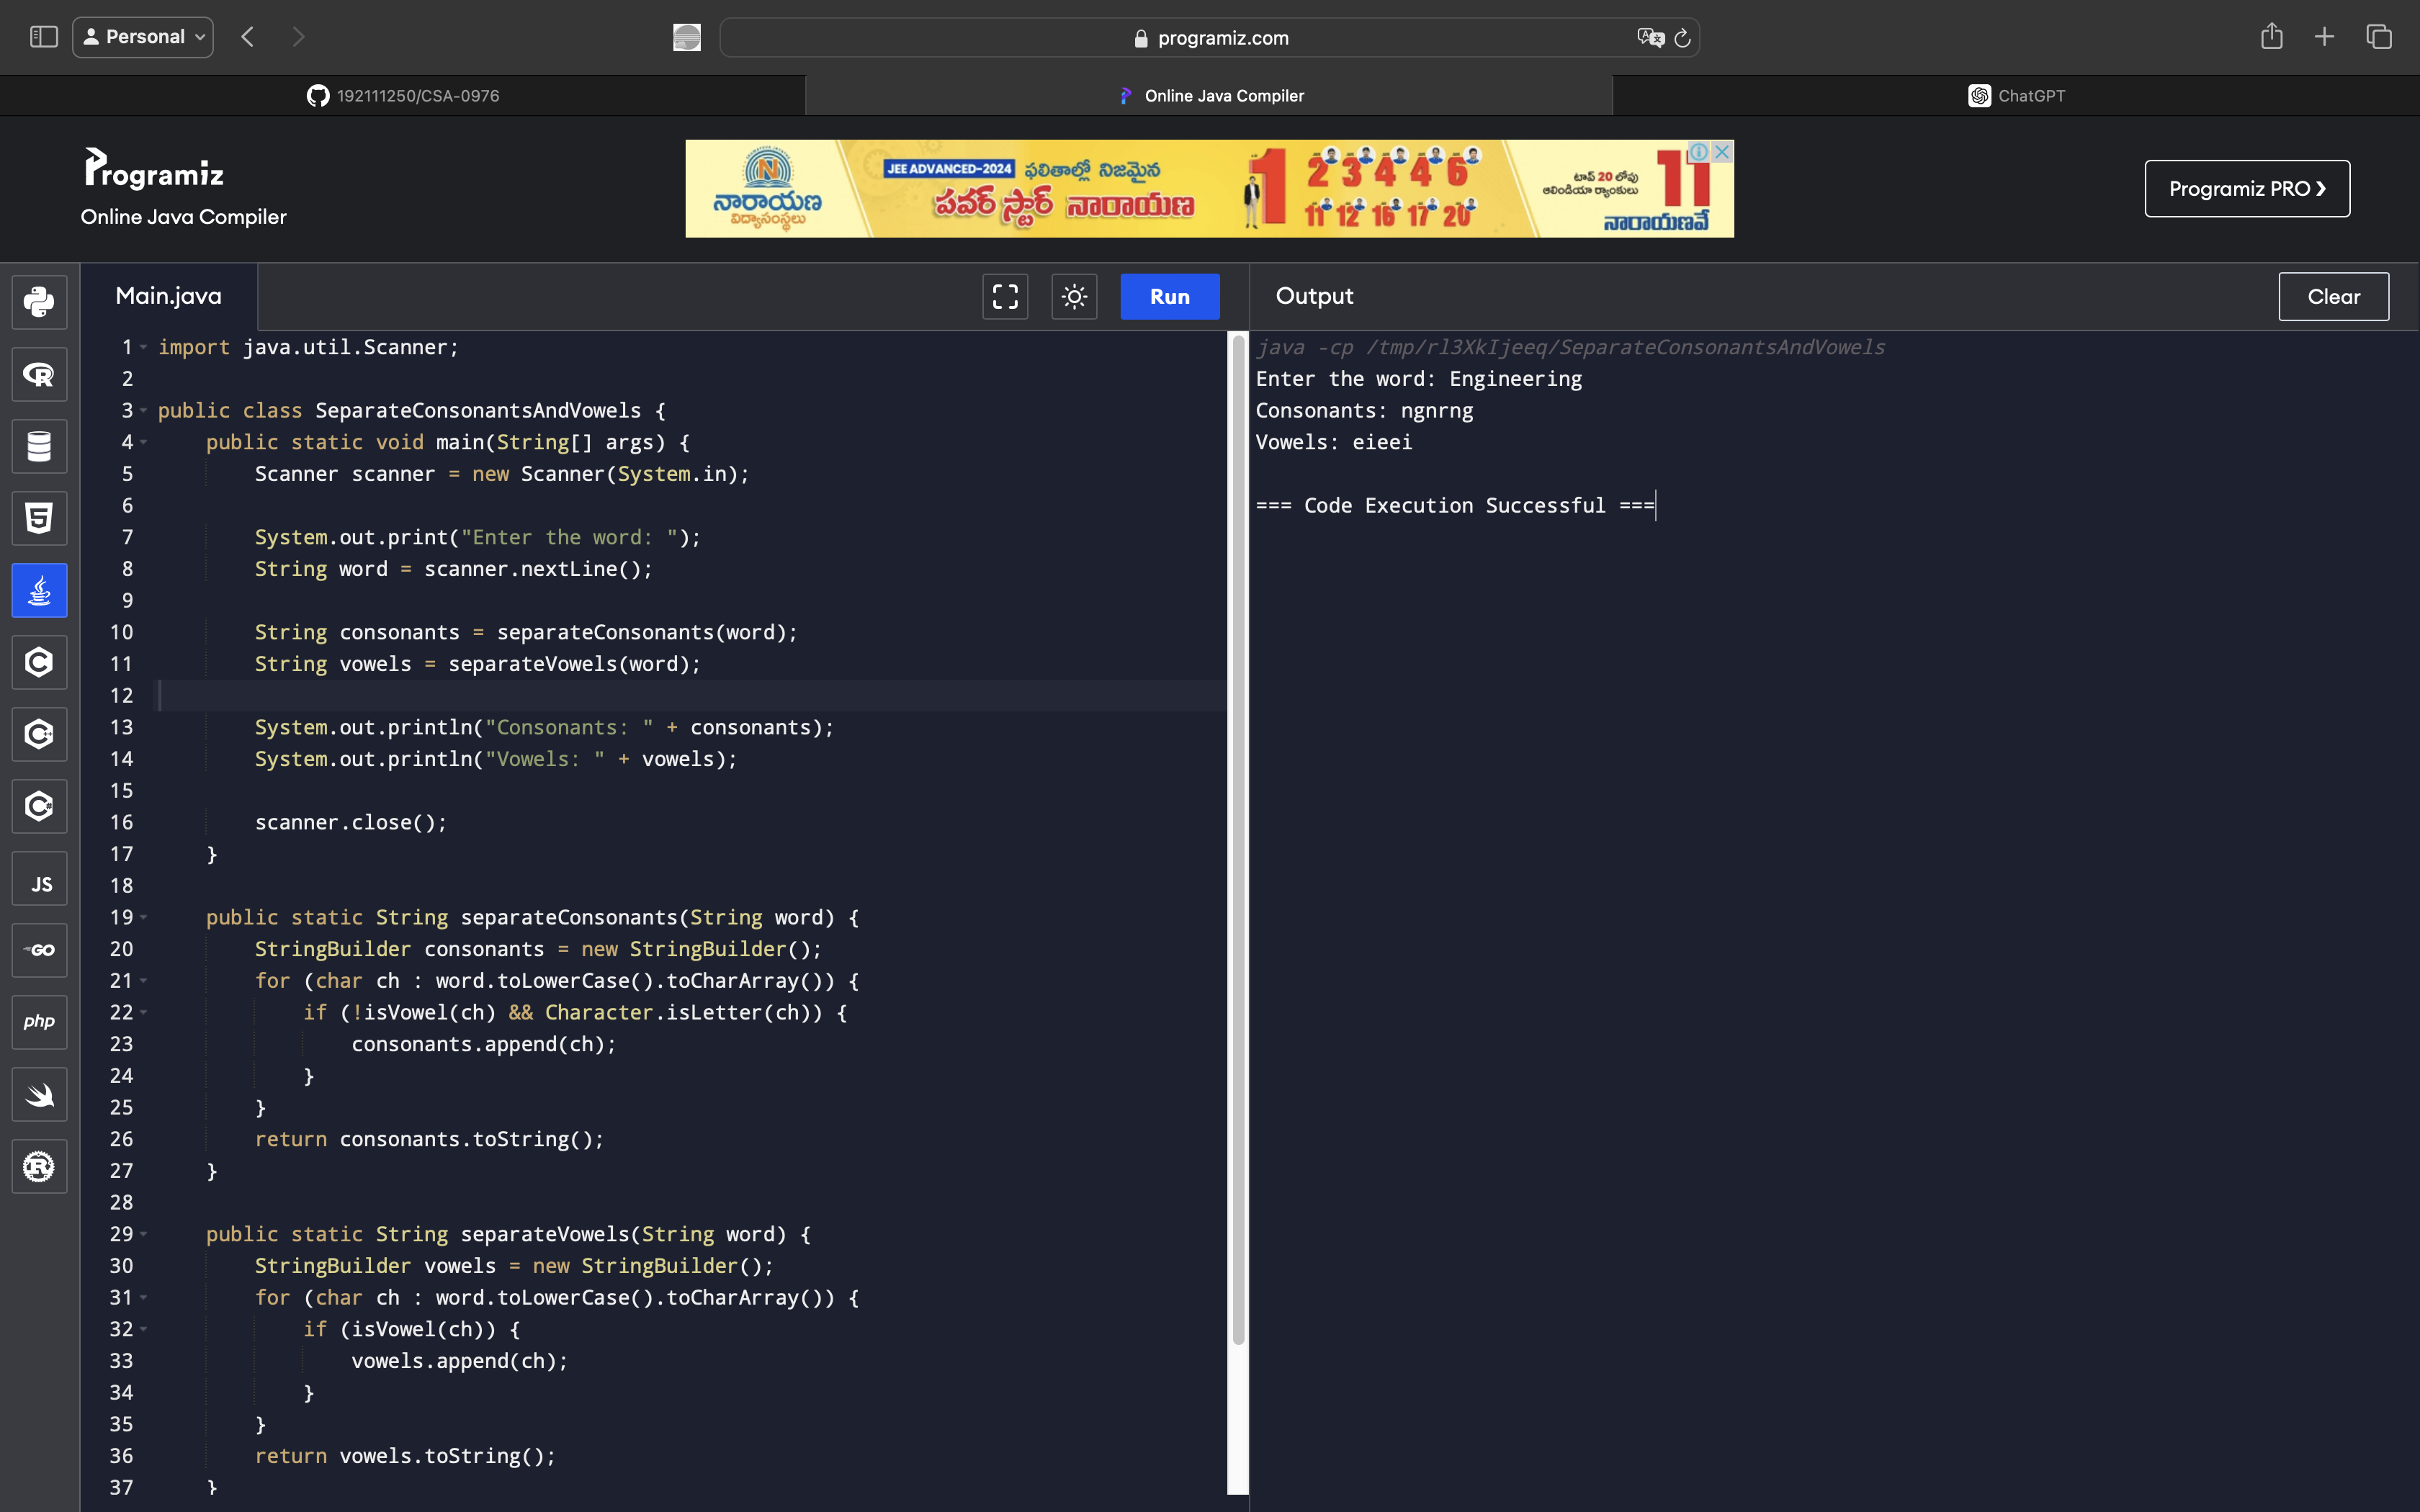 Personal
programiz.com
192111250/CSA-0976
Online Java Compiler
ChatGPT
Programiz
Online Java Compiler
నారాయణ
విద్యాసంస్థలు
JEE ADVANCED-2024 ఫలితాల్లో నిజమైన
పవర్ స్టార్ నారాయణ
1 2 3 4 4 6
11 12 16 17 20
టాప్ 20 లోపు
ఆలిండియా ర్యాంకులు
11
నారాయణవే
Programiz PRO ❯
Main.java
Run
Output
Clear
1 import java.util.Scanner;
2
3 public class SeparateConsonantsAndVowels {
4     public static void main(String[] args) {
5         Scanner scanner = new Scanner(System.in);
6
7         System.out.print("Enter the word: ");
8         String word = scanner.nextLine();
9
10         String consonants = separateConsonants(word);
11         String vowels = separateVowels(word);
12
13         System.out.println("Consonants: " + consonants);
14         System.out.println("Vowels: " + vowels);
15
16         scanner.close();
17     }
18
19     public static String separateConsonants(String word) {
20         StringBuilder consonants = new StringBuilder();
21         for (char ch : word.toLowerCase().toCharArray()) {
22             if (!isVowel(ch) && Character.isLetter(ch)) {
23                 consonants.append(ch);
24             }
25         }
26         return consonants.toString();
27     }
28
29     public static String separateVowels(String word) {
30         StringBuilder vowels = new StringBuilder();
31         for (char ch : word.toLowerCase().toCharArray()) {
32             if (isVowel(ch)) {
33                 vowels.append(ch);
34             }
35         }
36         return vowels.toString();
37     }
java -cp /tmp/rl3XkIjeeq/SeparateConsonantsAndVowels
Enter the word: Engineering
Consonants: ngnrng
Vowels: eieei
=== Code Execution Successful ===
JS
GO
php